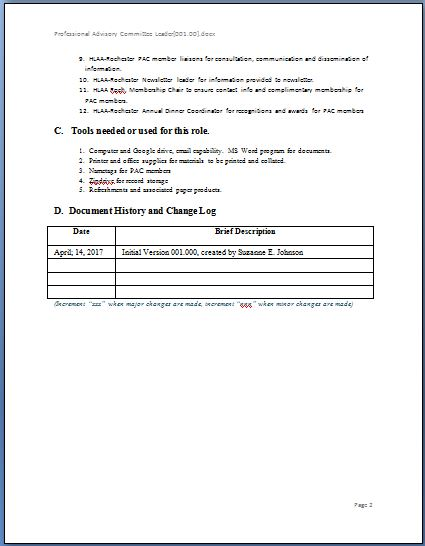 Professional Advisory Committee Leader[001.00].docx
9. HLAA-Rochester PAC member liaisons for consultation, communication and dissemination of
information.
10. HLAA-Rochester Newsletter leader for information provided to newsletter.
11. HLAA Roch, Membership Chair to ensure contact info and complimentary membership for
PAC members.
12. HLAA-Rochester Annual Dinner Coordinator for recognitions and awards for PAC members
C. Tools needed or used for this role.
1. Computer and Google drive, email capability. MS Word program for documents.
2. Printer and office supplies for materials to be printed and collated.
3. Nametags for PAC members
4. Zipdrive for record storage
5. Refreshments and associated paper products.
D. Document History and Change Log
Date Brief Description
April; 14, 2017 Initial Version 001.000, created by Suzanne E. Johnson
(Increment "zzz" when major changes are made, increment "qqq" when minor changes are made)
Page 2